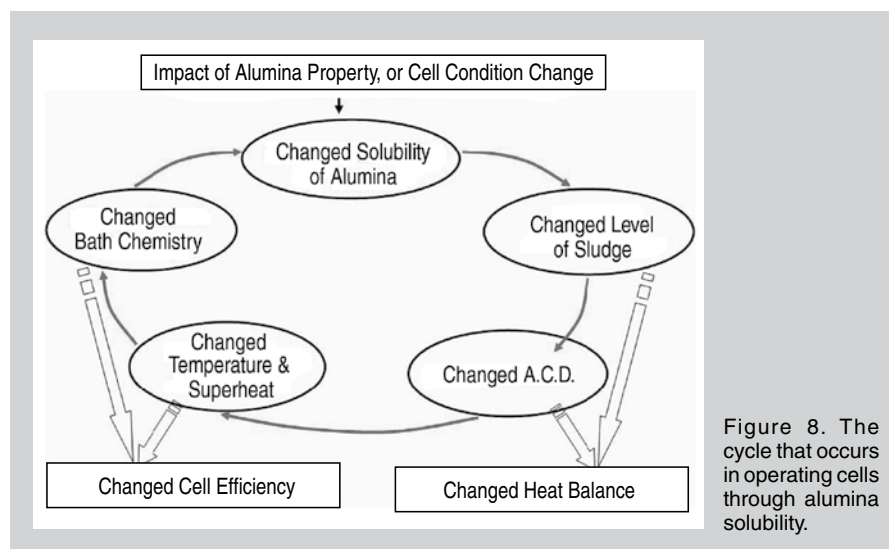 Impact of Alumina Property, or Cell Condition Change
Changed Solubility
of Alumina
Changed
Bath Chemistry
Changed Level
of Sludge
Changed
Temperature &
Superheat
Changed A.C.D.
Changed Cell Efficiency
Changed Heat Balance
Figure 8. The
cycle that occurs
in operating cells
through alumina
solubility.